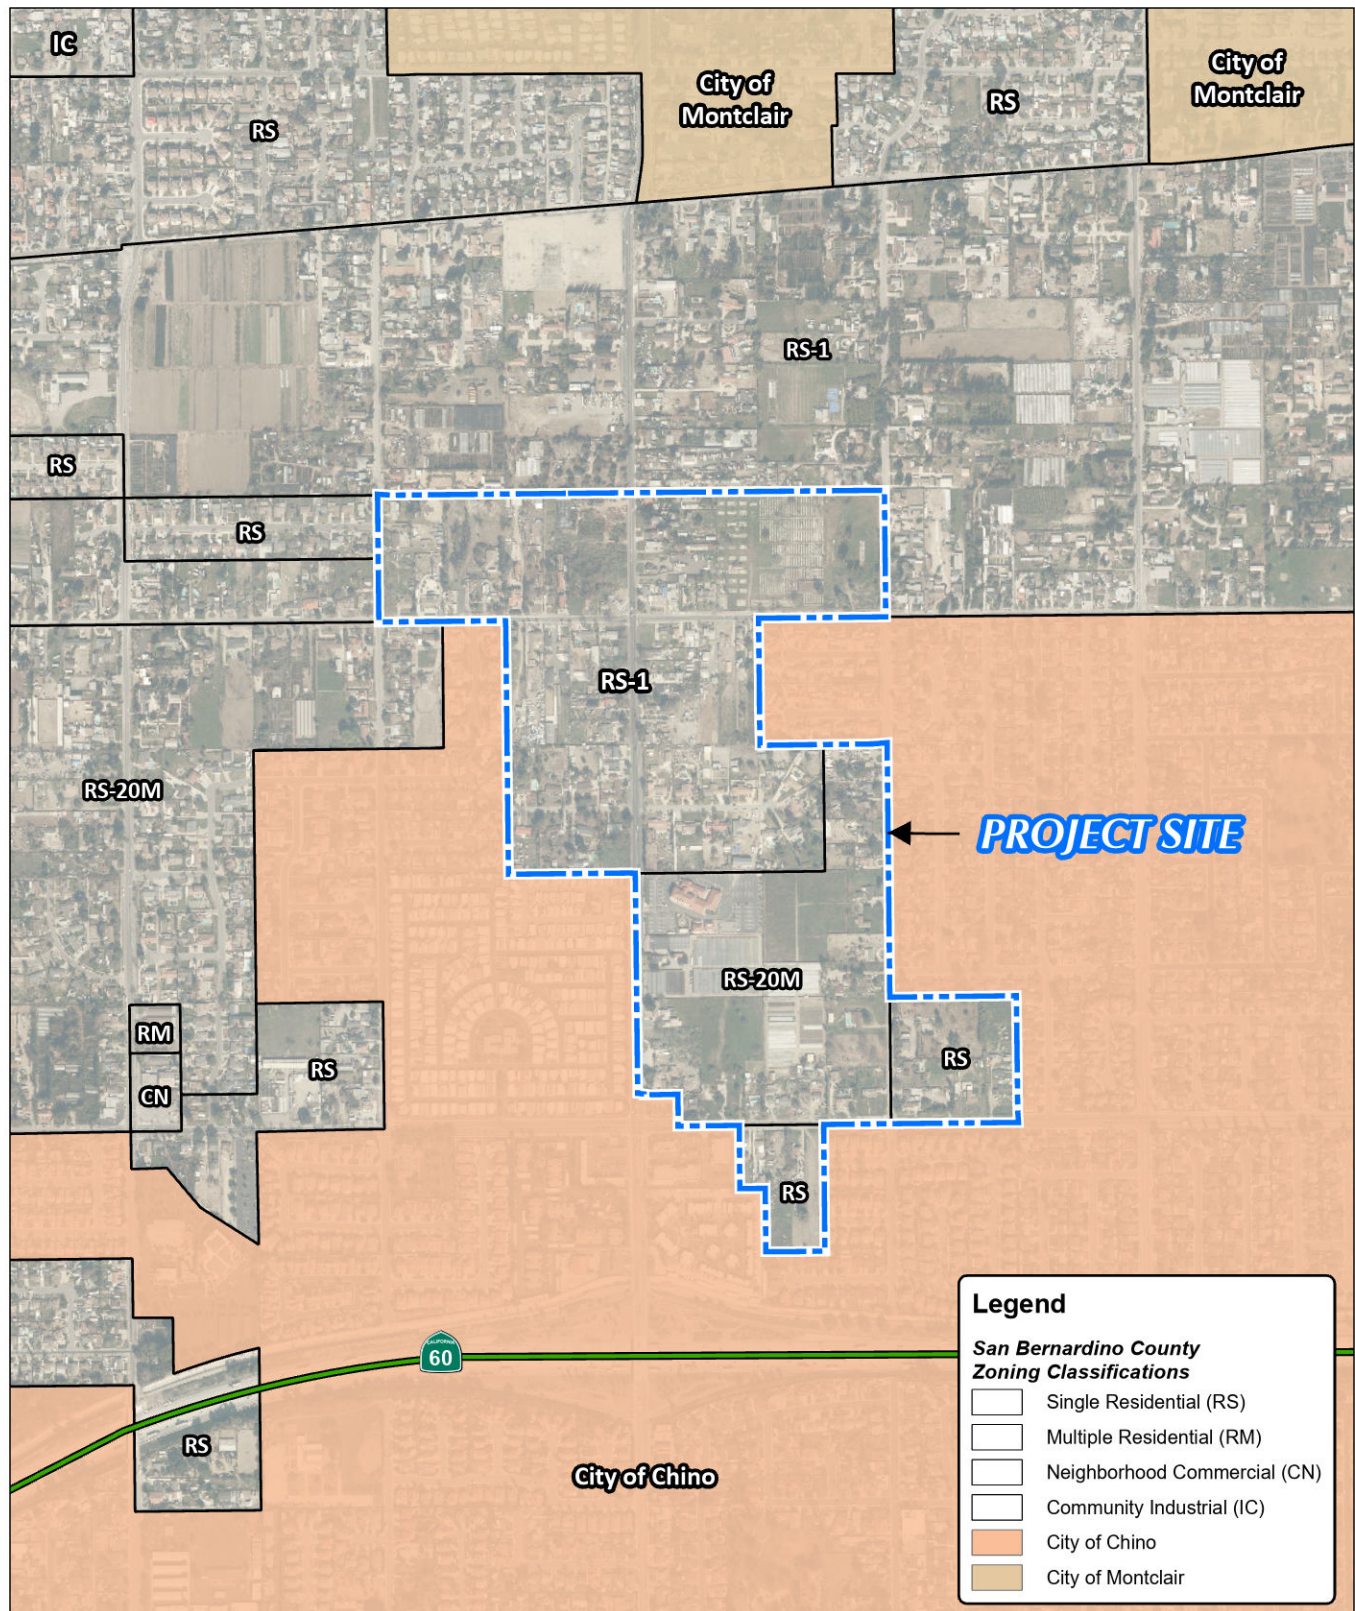 IC
City of
Montclair
RS
City of
Montclair
RS
RS-1
RS
RS
RS-1
RS-20M
PROJECT SITE
RS-20M
RM
RS
RS
CN
RS
CALIFORNIA
60
RS
City of Chino
Legend
San Bernardino County
Zoning Classifications
Single Residential (RS)
Multiple Residential (RM)
Neighborhood Commercial (CN)
Community Industrial (IC)
City of Chino
City of Montclair